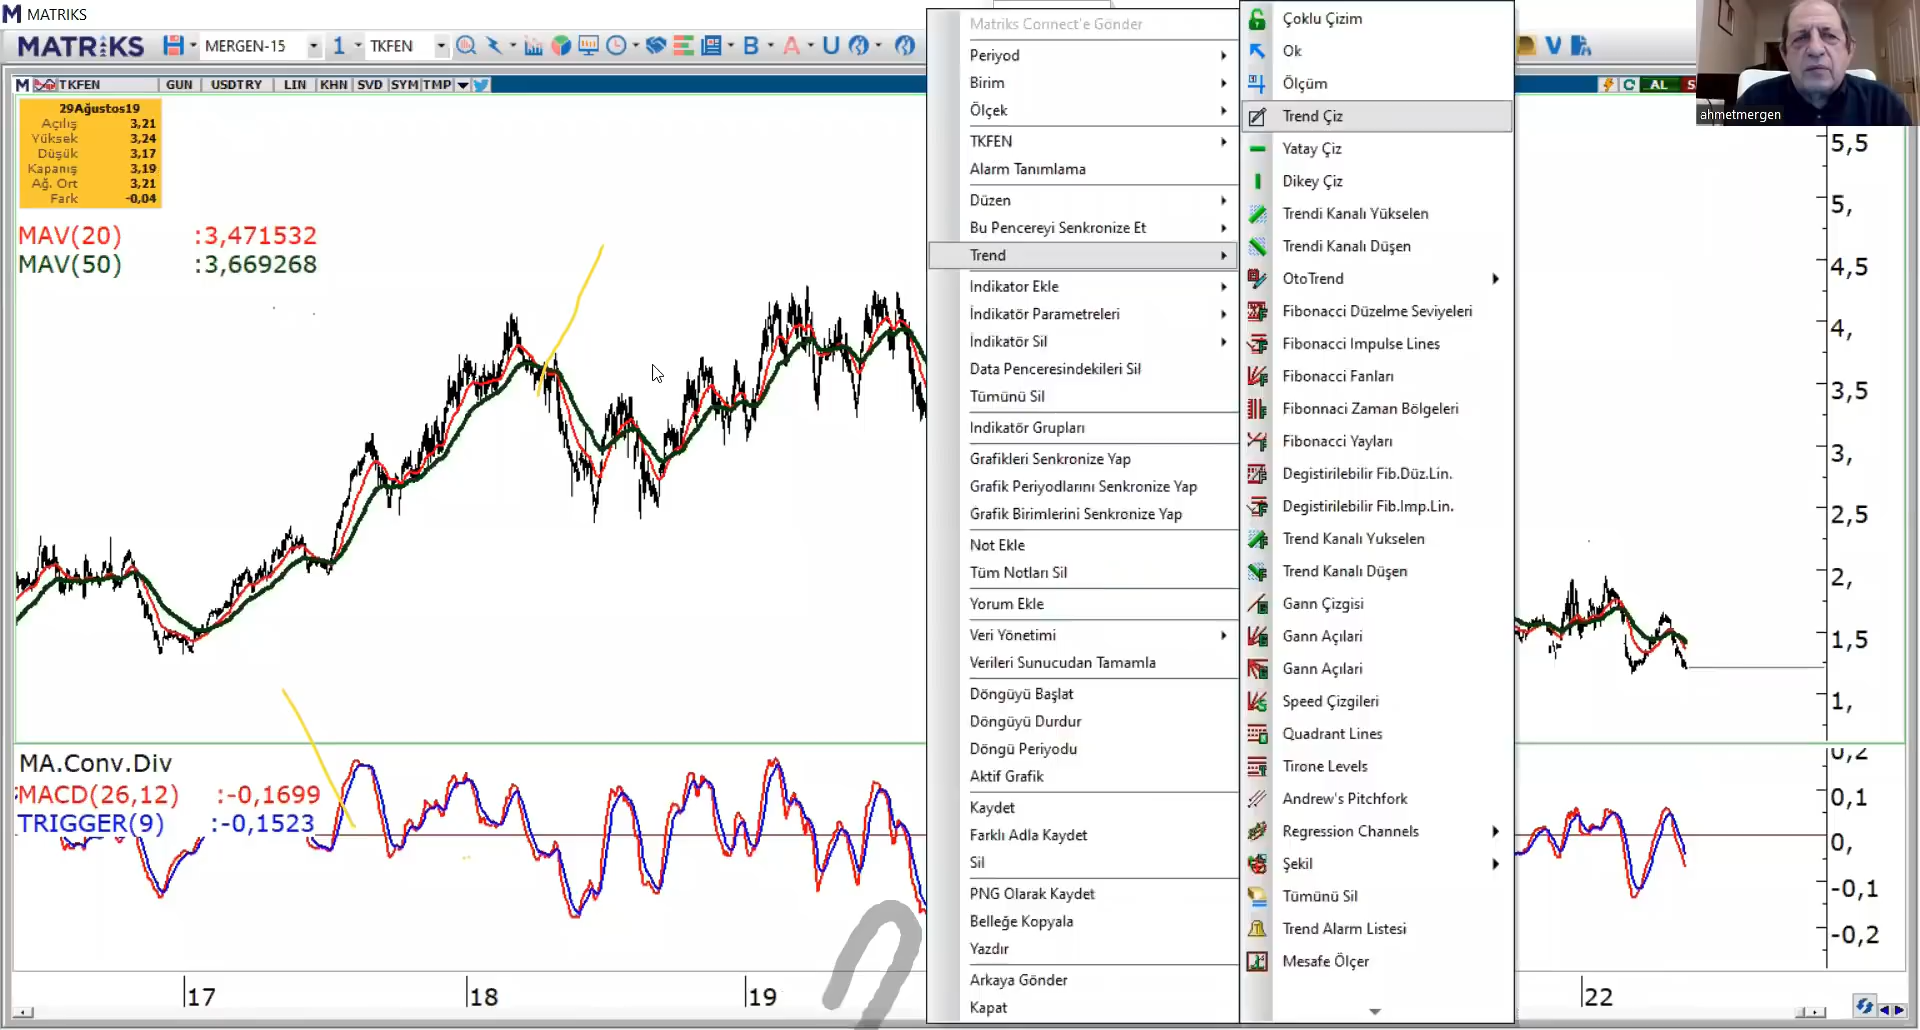 MATRIKS
MATRIKS
MERGEN-15
1
TKFEN
B
A
U
V
TKFEN
GUN
USDTRY
LIN
KHN
SVD
SYM
TMP
AL
ahmetmergen
29Ağustos19
Açılış 3,21
Yüksek 3,24
Düşük 3,17
Kapanış 3,19
Ağ. Ort 3,21
Fark -0,04
MAV(20) :3,471532
MAV(50) :3,669268
MA.Conv.Div
MACD(26,12) :-0,1699
TRIGGER(9) :-0,1523
17
18
19
22
Matriks Connect'e Gönder
Periyod
Birim
Ölçek
TKFEN
Alarm Tanımlama
Düzen
Bu Pencereyi Senkronize Et
Trend
Indikator Ekle
İndikatör Parametreleri
İndikatör Sil
Data Penceresindekileri Sil
Tümünü Sil
Indikatör Grupları
Grafikleri Senkronize Yap
Grafik Periyodlarını Senkronize Yap
Grafik Birimlerini Senkronize Yap
Not Ekle
Tüm Notları Sil
Yorum Ekle
Veri Yönetimi
Verileri Sunucudan Tamamla
Döngüyü Başlat
Döngüyü Durdur
Döngü Periyodu
Aktif Grafik
Kaydet
Farklı Adla Kaydet
Sil
PNG Olarak Kaydet
Belleğe Kopyala
Yazdır
Arkaya Gönder
Kapat
Çoklu Çizim
Ok
Ölçüm
Trend Çiz
Yatay Çiz
Dikey Çiz
Trendi Kanalı Yükselen
Trendi Kanalı Düşen
OtoTrend
Fibonacci Düzelme Seviyeleri
Fibonacci Impulse Lines
Fibonacci Fanları
Fibonnaci Zaman Bölgeleri
Fibonacci Yayları
Degistirilebilir Fib.Düz.Lin.
Degistirilebilir Fib.Imp.Lin.
Trend Kanalı Yukselen
Trend Kanalı Düşen
Gann Çizgisi
Gann Açılari
Gann Açılari
Speed Çizgileri
Quadrant Lines
Tirone Levels
Andrew's Pitchfork
Regression Channels
Şekil
Tümünü Sil
Trend Alarm Listesi
Mesafe Ölçer
5,5
5,
4,5
4,
3,5
3,
2,5
2,
1,5
1,
0,2
0,1
0,
-0,1
-0,2